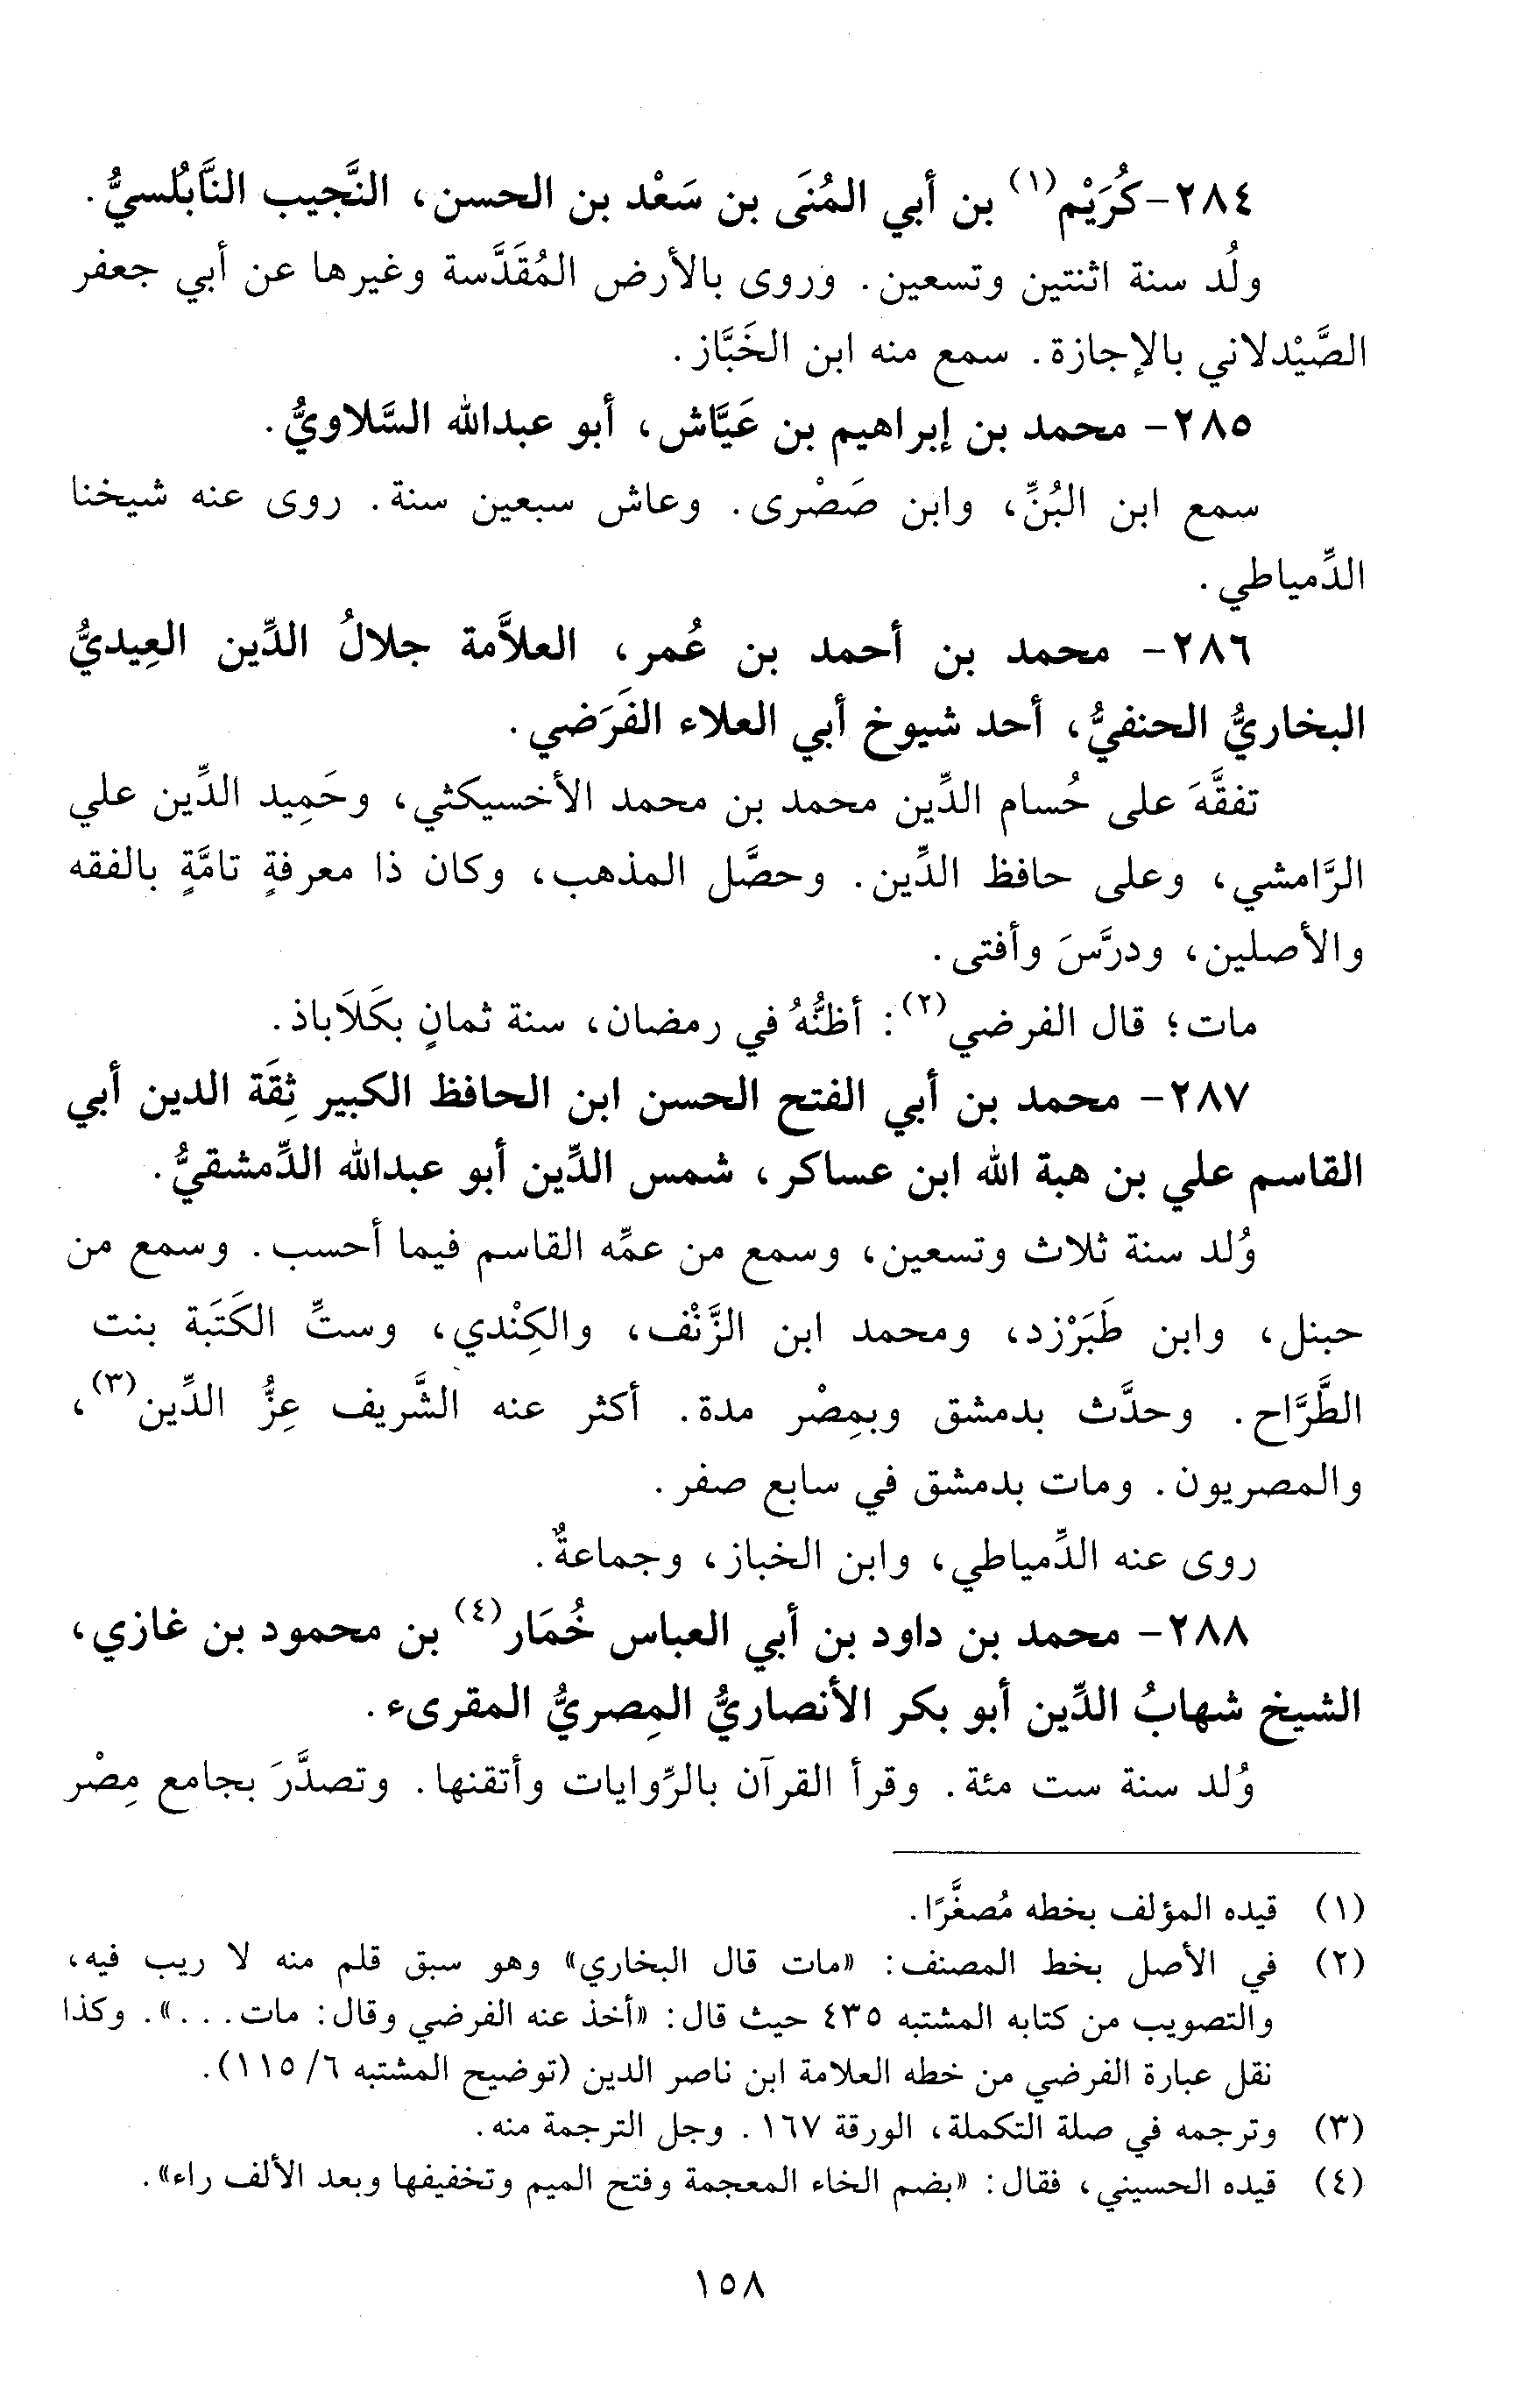 ٢٨٤-كُرَيْم(١) بن أبي المُنَى بن سَعْد بن الحسن، النَّجيب النَّابُلسيُّ.
ولُد سنة اثنتين وتسعين. وروى بالأرض المُقَدَّسة وغيرها عن أبي جعفر
الصَّيْدلاني بالإجازة. سمع منه ابن الخَبَّاز.
٢٨٥- محمد بن إبراهيم بن عَيَّاش، أبو عبدالله السَّلاويُّ.
سمع ابن البُنِّ، وابن صَصْرى. وعاش سبعين سنة. روى عنه شيخنا
الدِّمياطي.
٢٨٦- محمد بن أحمد بن عُمر، العلاَّمة جلالُ الدِّين العِيديُّ
البخاريُّ الحنفيُّ، أحد شيوخ أبي العلاء الفَرَضي.
تفقَّهَ على حُسام الدِّين محمد بن محمد الأخسيكثي، وحَمِيد الدِّين علي
الرَّامشي، وعلى حافظ الدِّين. وحصَّل المذهب، وكان ذا معرفةٍ تامَّةٍ بالفقه
والأصلين، ودرَّسَ وأفتى.
مات؛ قال الفرضي(٢): أظنُّهُ في رمضان، سنة ثمانٍ بكَلاَباذ.
٢٨٧- محمد بن أبي الفتح الحسن ابن الحافظ الكبير ثِقَة الدين أبي
القاسم علي بن هبة الله ابن عساكر، شمس الدِّين أبو عبدالله الدِّمشقيُّ.
وُلد سنة ثلاث وتسعين، وسمع من عمِّه القاسم فيما أحسب. وسمع من
حبنل، وابن طَبَرْزد، ومحمد ابن الزَّنْف، والكِنْدي، وستِّ الكَتَبة بنت
الطَّرَّاح. وحدَّث بدمشق وبمِصْر مدة. أكثر عنه الشَّريف عِزُّ الدِّين(٣)،
والمصريون. ومات بدمشق في سابع صفر.
روى عنه الدِّمياطي، وابن الخباز، وجماعةٌ.
٢٨٨- محمد بن داود بن أبي العباس خُمَار(٤) بن محمود بن غازي،
الشيخ شهابُ الدِّين أبو بكر الأنصاريُّ المِصريُّ المقرىء.
وُلد سنة ست مئة. وقرأ القرآن بالرِّوايات وأتقنها. وتصدَّرَ بجامع مِصْر
(١) قيده المؤلف بخطه مُصغَّرًا.
(٢) في الأصل بخط المصنف: «مات قال البخاري» وهو سبق قلم منه لا ريب فيه،
والتصويب من كتابه المشتبه ٤٣٥ حيث قال: «أخذ عنه الفرضي وقال: مات...». وكذا
نقل عبارة الفرضي من خطه العلامة ابن ناصر الدين (توضيح المشتبه ٦/ ١١٥).
(٣) وترجمه في صلة التكملة، الورقة ١٦٧. وجل الترجمة منه.
(٤) قيده الحسيني، فقال: «بضم الخاء المعجمة وفتح الميم وتخفيفها وبعد الألف راء».
١٥٨